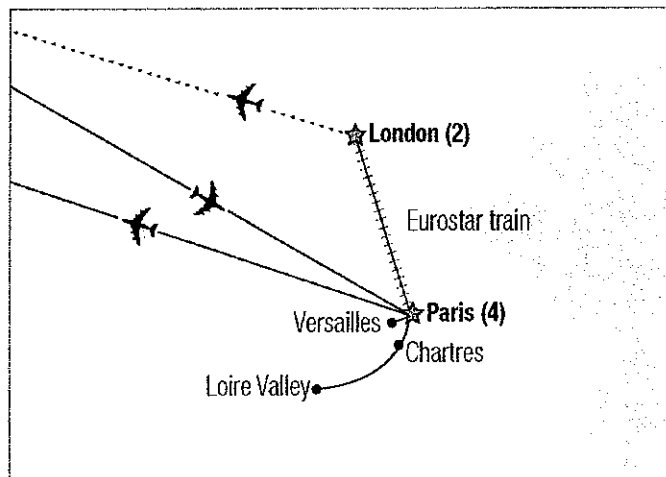 London (2)
Eurostar train
Paris (4)
Versailles
Chartres
Loire Valley